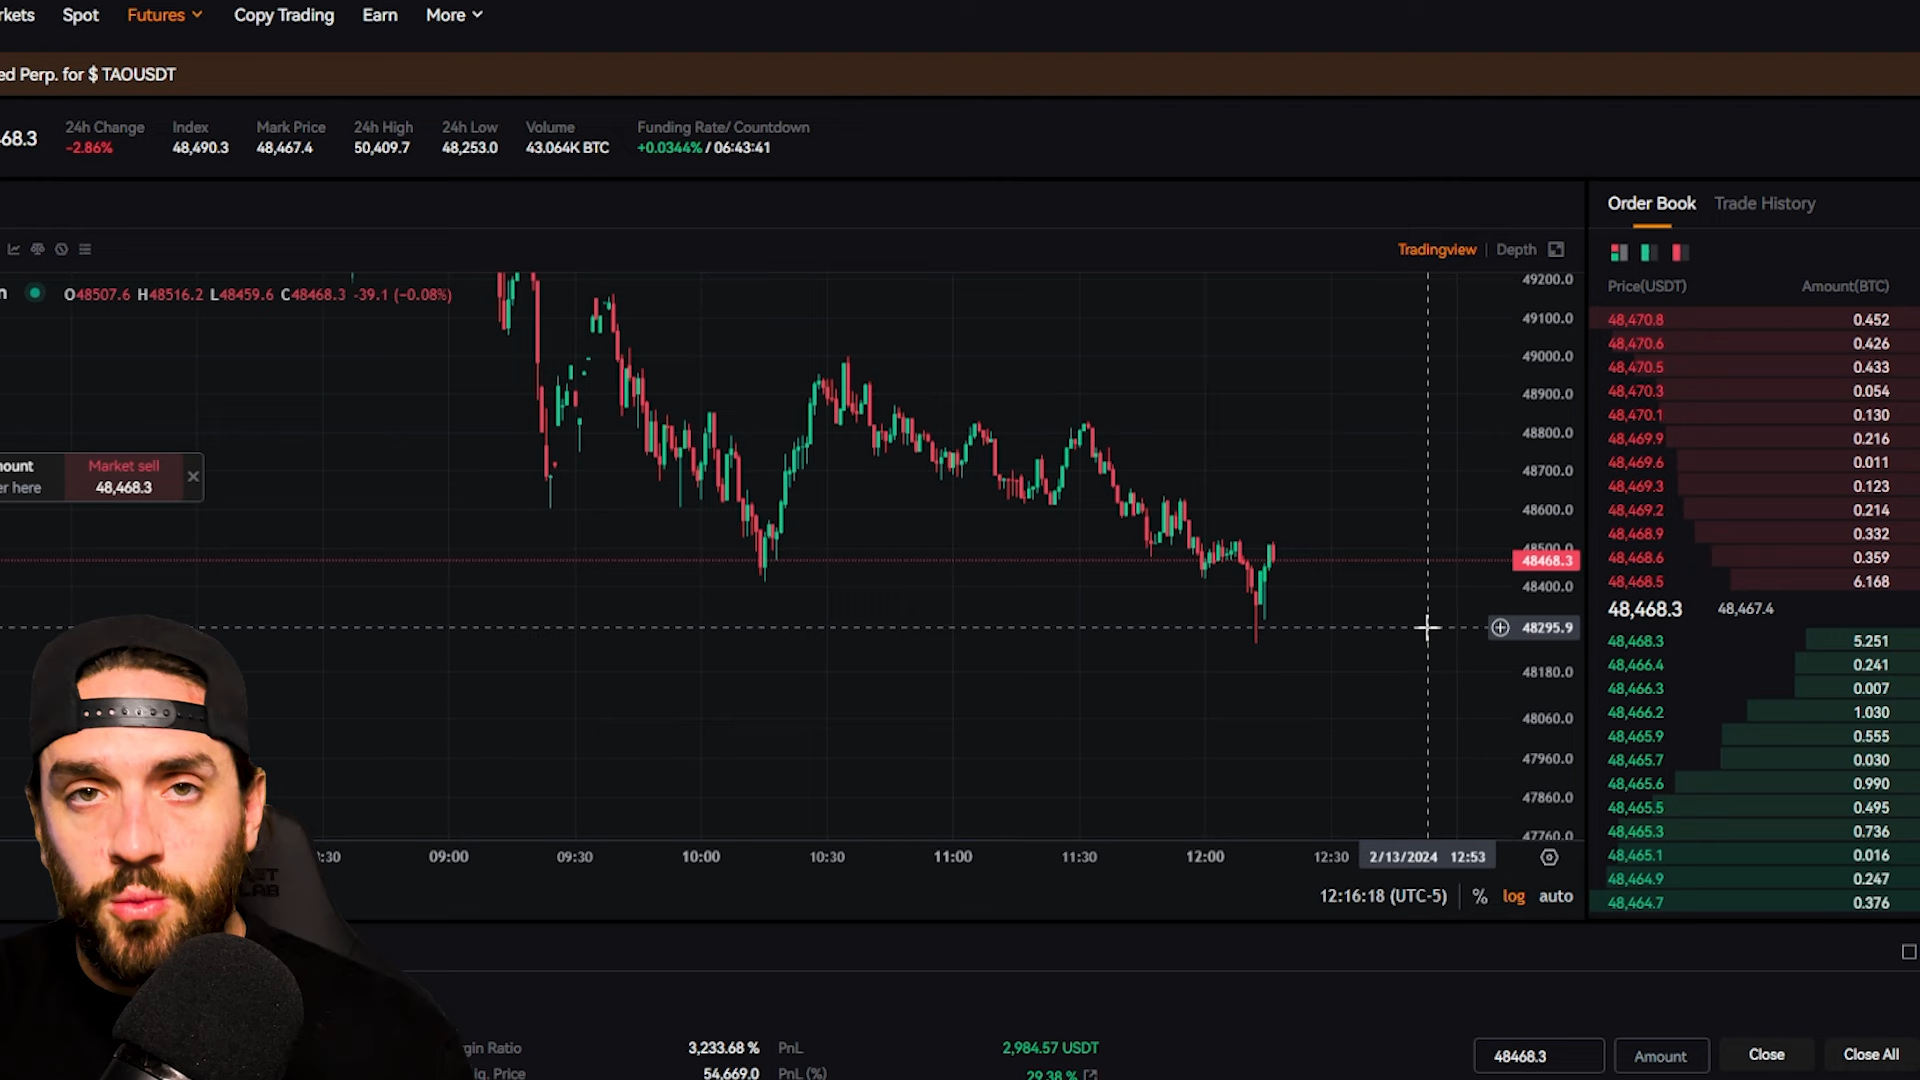 rkets Spot Futures Copy Trading Earn More
ed Perp. for $ TAOUSDT
68.3 24h Change Index Mark Price 24h High 24h Low Volume Funding Rate/ Countdown
-2.86% 48,490.3 48,467.4 50,409.7 48,253.0 43.064K BTC +0.0344% / 06:43:41
Order Book Trade History
Tradingview | Depth
n O48507.6 H48516.2 L48459.6 C48468.3 -39.1 (-0.08%)
49200.0
49100.0
49000.0
48900.0
48800.0
48700.0
48600.0
48500.0
48468.3
48400.0
48295.9
48180.0
48060.0
47960.0
47860.0
47760.0
nount Market sell
er here 48,468.3
:30 09:00 09:30 10:00 10:30 11:00 11:30 12:00 12:30 2/13/2024 12:53
12:16:18 (UTC-5) % log auto
Price(USDT) Amount(BTC)
48,470.8 0.452
48,470.6 0.426
48,470.5 0.433
48,470.3 0.054
48,470.1 0.130
48,469.9 0.216
48,469.6 0.011
48,469.3 0.123
48,469.2 0.214
48,468.9 0.332
48,468.6 0.359
48,468.5 6.168
48,468.3 48,467.4
48,468.3 5.251
48,466.4 0.241
48,466.3 0.007
48,466.2 1.030
48,465.9 0.555
48,465.7 0.030
48,465.6 0.990
48,465.5 0.495
48,465.3 0.736
48,465.1 0.016
48,464.9 0.247
48,464.7 0.376
LAB
gin Ratio 3,233.68 % PnL 2,984.57 USDT
iq. Price 54,669.0 PnL (%) 29.38 %
48468.3 Amount Close Close All